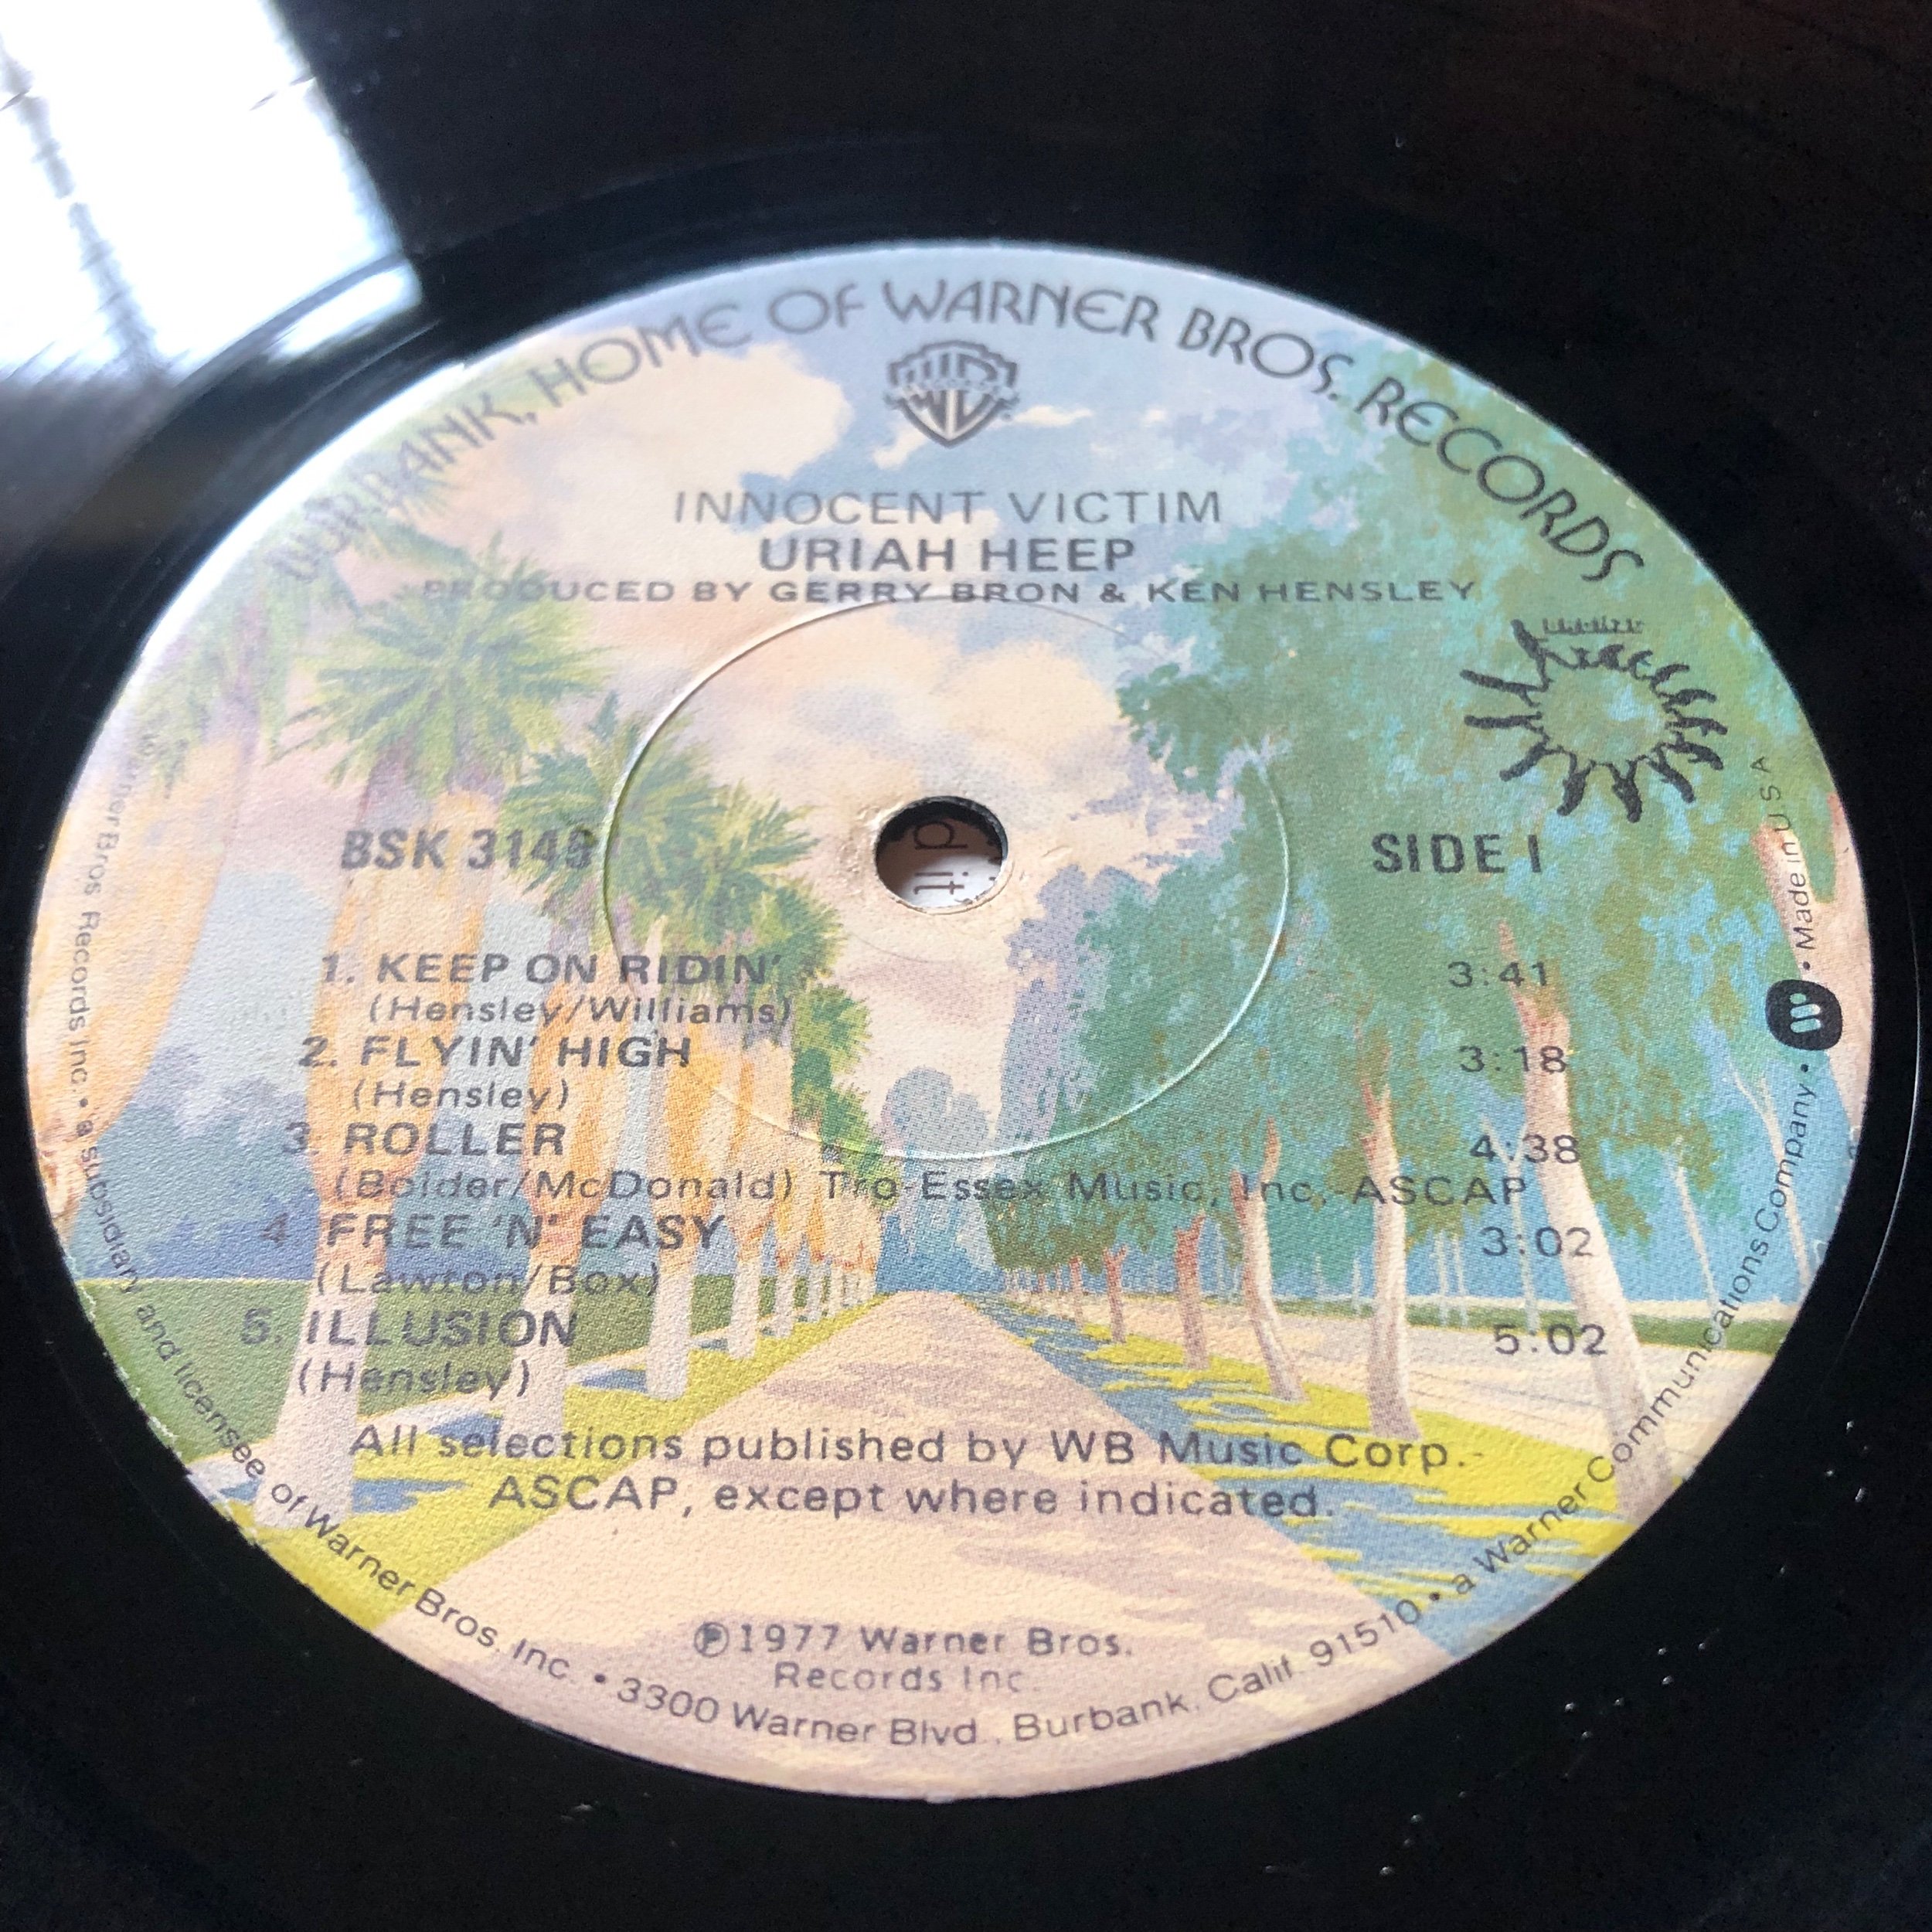 BURBANK, HOME OF WARNER BROS. RECORDS
INNOCENT VICTIM
URIAH HEEP
PRODUCED BY GERRY BRON & KEN HENSLEY
BSK 3145
SIDE I
1. KEEP ON RIDIN' 3:41
(Hensley/Williams)
2. FLYIN' HIGH 3:18
(Hensley)
3. ROLLER 4:38
(Bolder/McDonald) Tro-Essex Music, Inc.-ASCAP
4. FREE 'N' EASY 3:02
(Lawton/Box)
5. ILLUSION 5:02
(Hensley)
All selections published by WB Music Corp.-
ASCAP, except where indicated.
Ⓟ1977 Warner Bros.
Records Inc.
Warner Bros. Records Inc. • a subsidiary and licensee of Warner Bros. Inc. • 3300 Warner Blvd., Burbank, Calif. 91510 • a Warner Communications Company • W • Made in U.S.A.